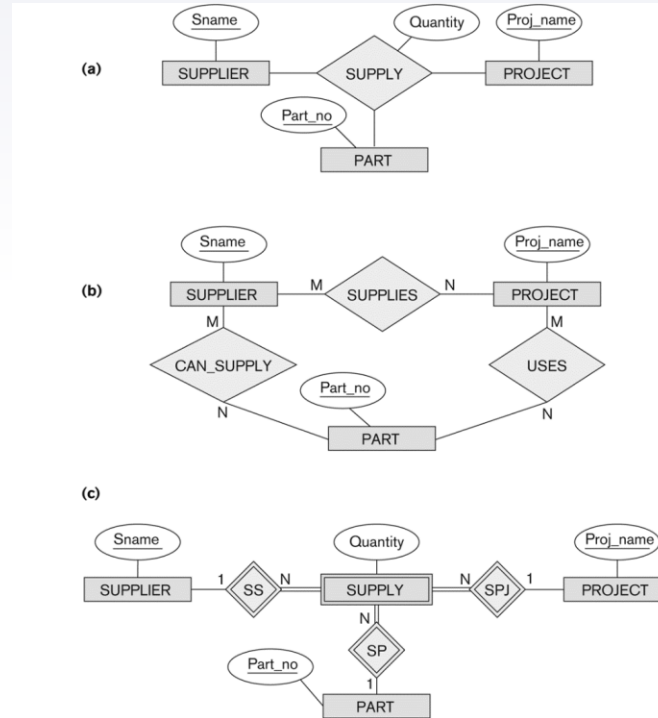 Sname
Quantity
Proj_name
(a)
SUPPLIER
SUPPLY
PROJECT
Part_no
PART
Sname
Proj_name
(b)
SUPPLIER
M
SUPPLIES
N
PROJECT
M
M
CAN_SUPPLY
USES
Part_no
N
N
PART
(c)
Sname
Quantity
Proj_name
SUPPLIER
1
SS
N
SUPPLY
N
SPJ
1
PROJECT
N
SP
Part_no
1
PART